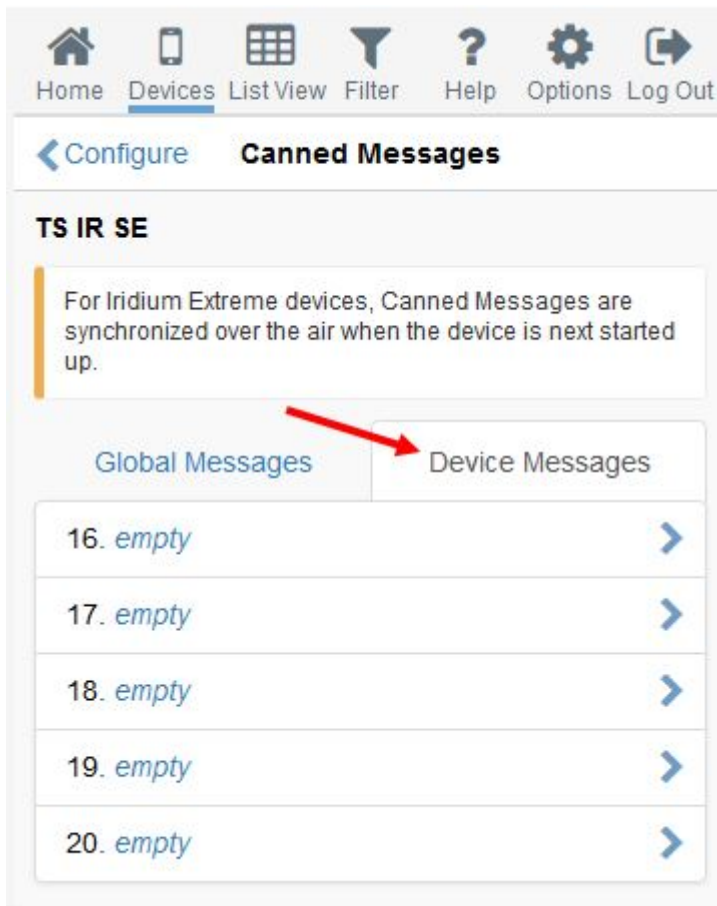 Home Devices List View Filter Help Options Log Out
Configure Canned Messages
TS IR SE
For Iridium Extreme devices, Canned Messages are
synchronized over the air when the device is next started
up.
Global Messages Device Messages
16. empty
17. empty
18. empty
19. empty
20. empty